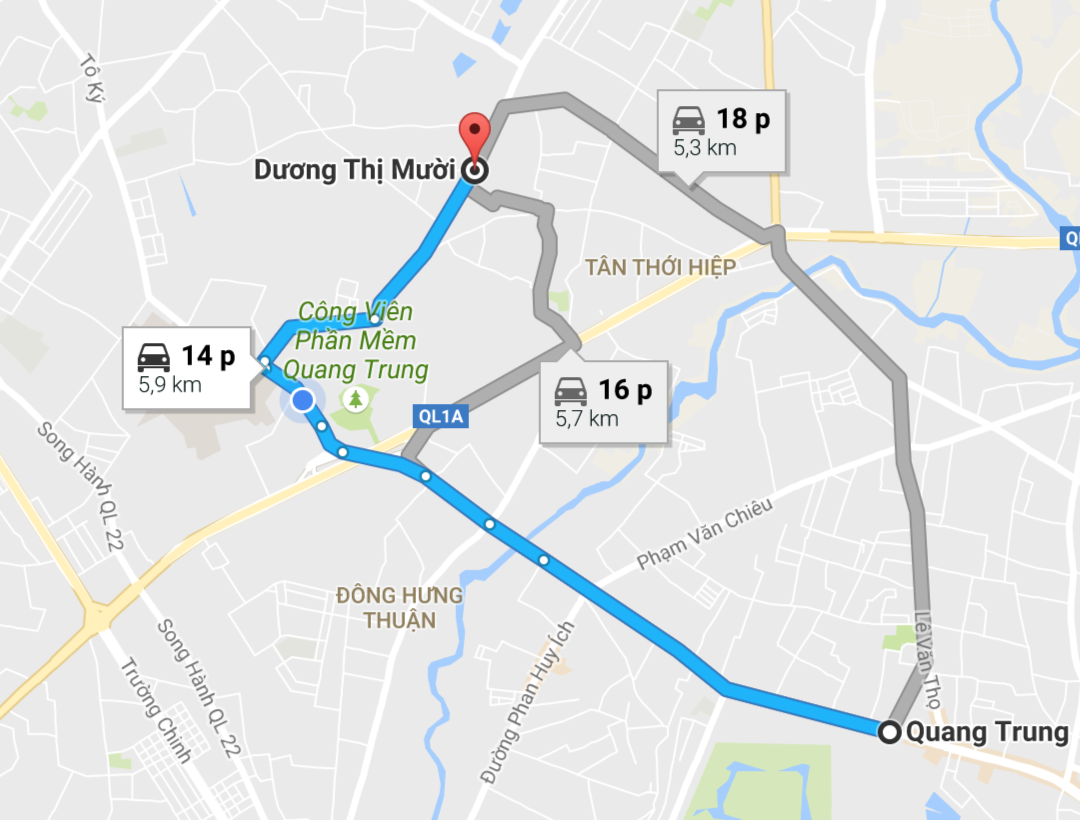 Tô Ký
18 p
5,3 km
Dương Thị Mười
TÂN THỚI HIỆP
Công Viên
Phần Mềm
Quang Trung
14 p
5,9 km
16 p
5,7 km
QL1A
Song Hành QL 22
Phạm Văn Chiêu
ĐÔNG HƯNG
THUẬN
Lê Văn Thọ
Song Hành QL 22
Trường Chinh
Đường Phan Huy Ích
Quang Trung